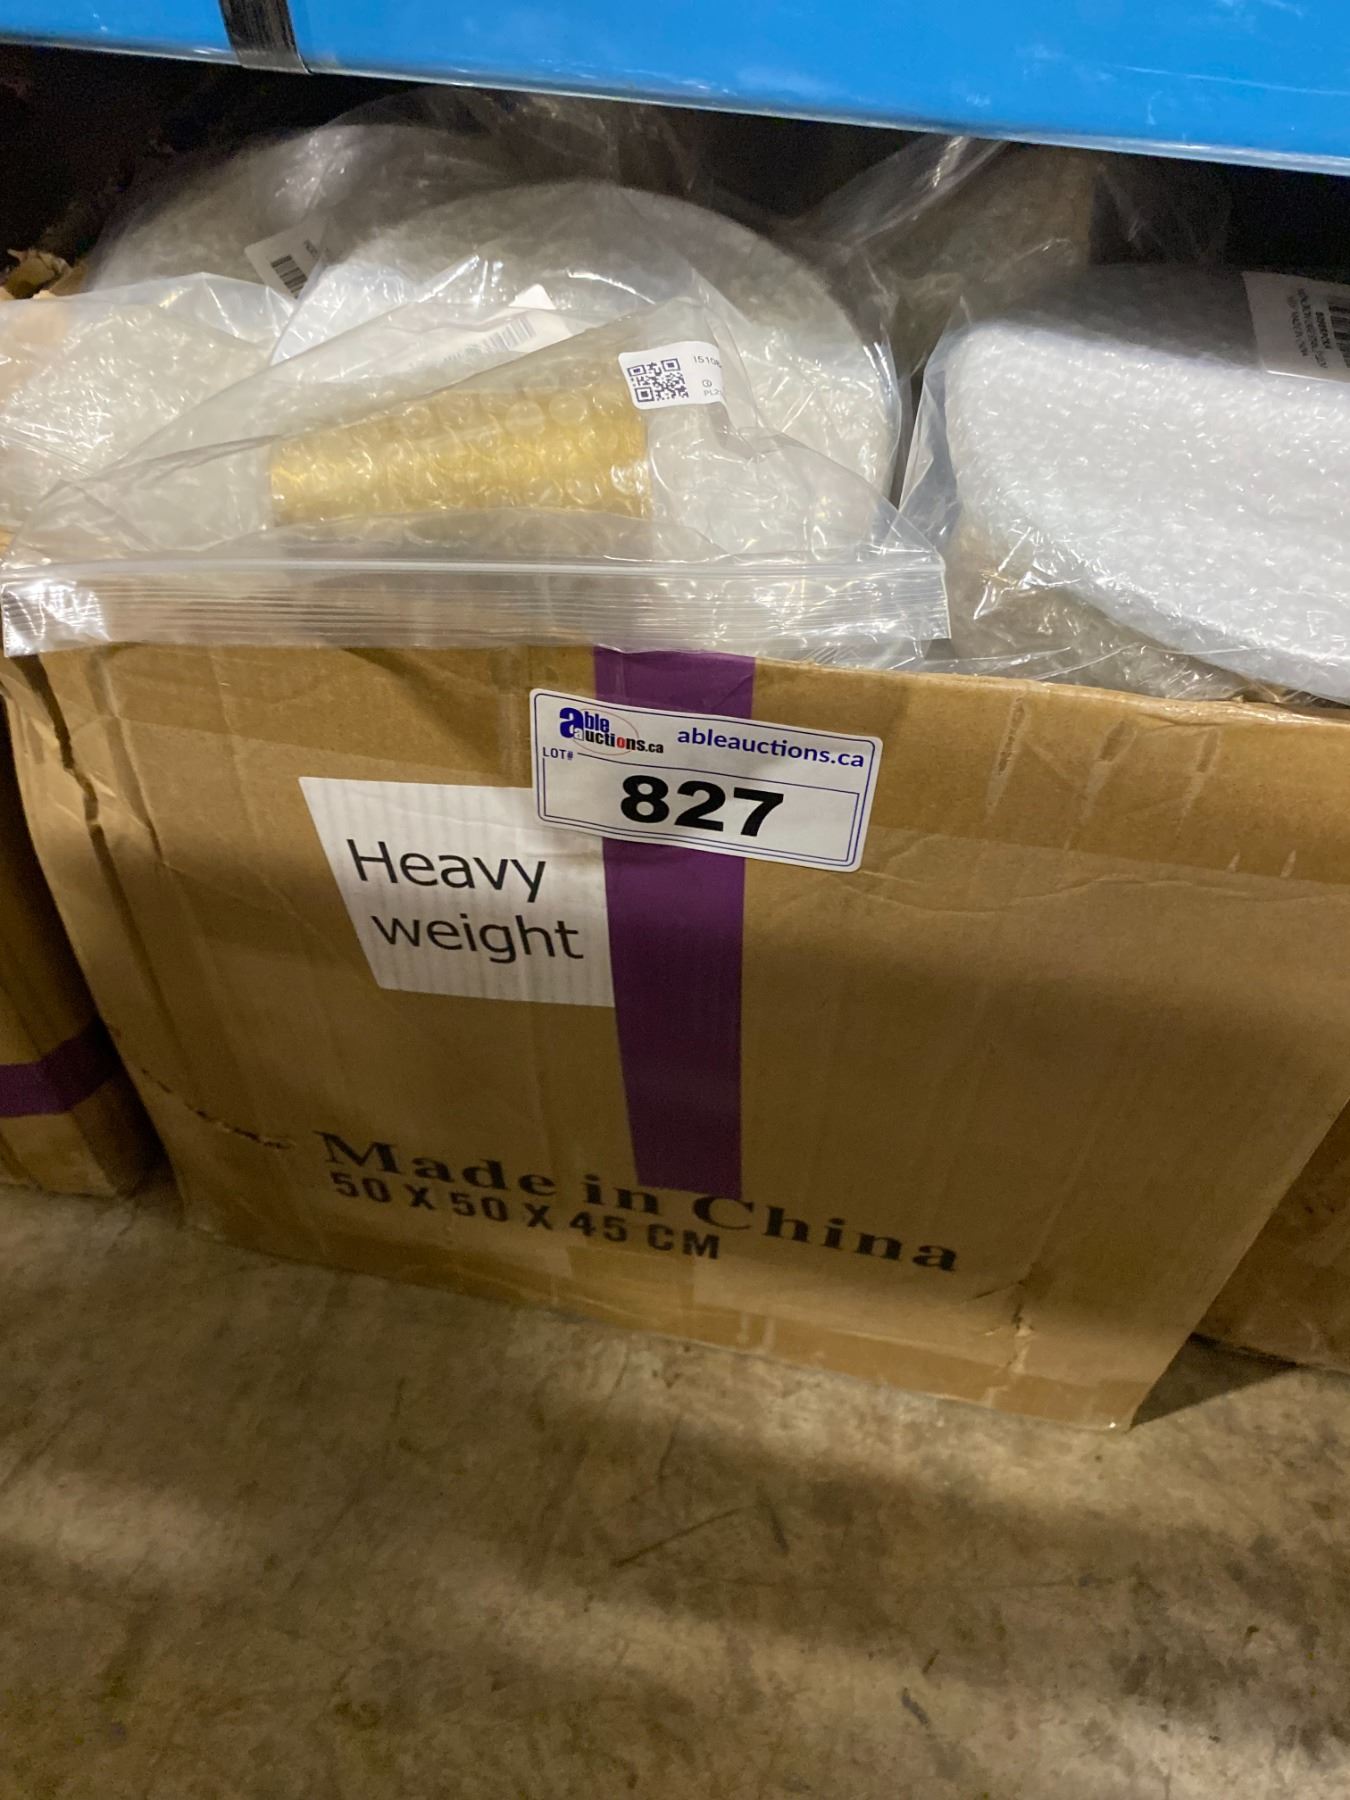 able
auctions.ca
ableauctions.ca
LOT#
827
Heavy
weight
Made in China
50 X 50 X 45 CM